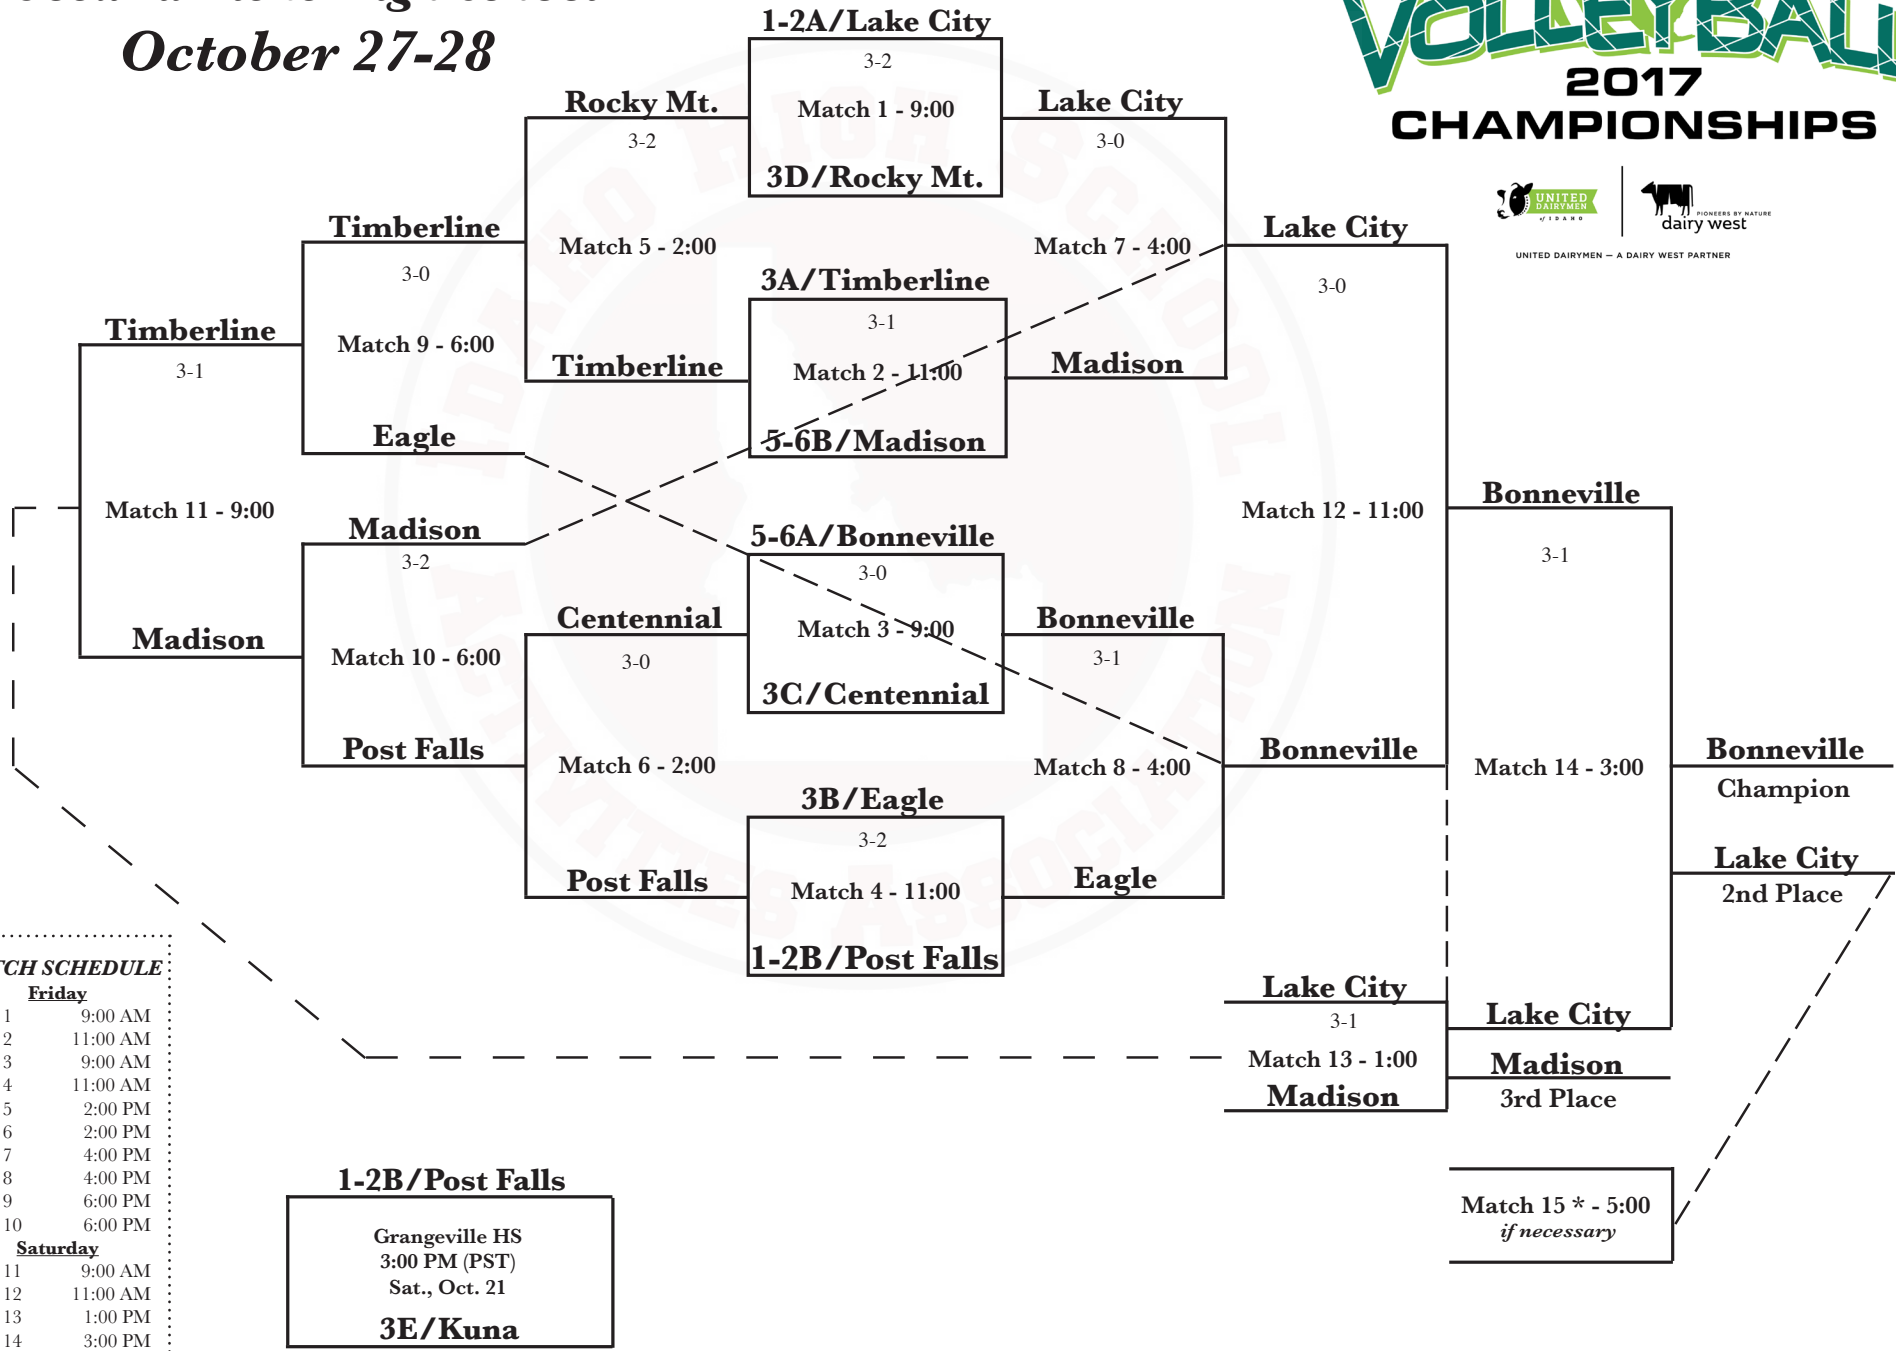 October 27-28
VOLLEYBALL
2017
CHAMPIONSHIPS
UNITED
DAIRYMEN
of IDAHO
PIONEERS BY NATURE
dairy west
UNITED DAIRYMEN — A DAIRY WEST PARTNER
IDAHO HIGH SCHOOL
ACTIVITIES ASSOCIATION
1-2A/Lake City
3-2
Match 1 - 9:00
3D/Rocky Mt.
Rocky Mt.
3-2
Lake City
3-0
Timberline
3-0
Match 5 - 2:00
Match 7 - 4:00
Lake City
3-0
3A/Timberline
3-1
Match 2 - 11:00
5-6B/Madison
Timberline
3-1
Match 9 - 6:00
Timberline
Madison
Eagle
Match 11 - 9:00
Madison
3-2
5-6A/Bonneville
3-0
Match 3 - 9:00
3C/Centennial
Match 12 - 11:00
Bonneville
3-1
Centennial
3-0
Bonneville
3-1
Madison
Match 10 - 6:00
Post Falls
Match 6 - 2:00
Match 8 - 4:00
Bonneville
Match 14 - 3:00
Bonneville
Champion
3B/Eagle
3-2
Match 4 - 11:00
1-2B/Post Falls
Post Falls
Eagle
Lake City
2nd Place
Lake City
3-1
Match 13 - 1:00
Madison
Lake City
Madison
3rd Place
Match 15 * - 5:00
if necessary
SCHEDULE
Friday
1 9:00 AM
2 11:00 AM
3 9:00 AM
4 11:00 AM
5 2:00 PM
6 2:00 PM
7 4:00 PM
8 4:00 PM
9 6:00 PM
10 6:00 PM
Saturday
11 9:00 AM
12 11:00 AM
13 1:00 PM
14 3:00 PM
1-2B/Post Falls
Grangeville HS
3:00 PM (PST)
Sat., Oct. 21
3E/Kuna